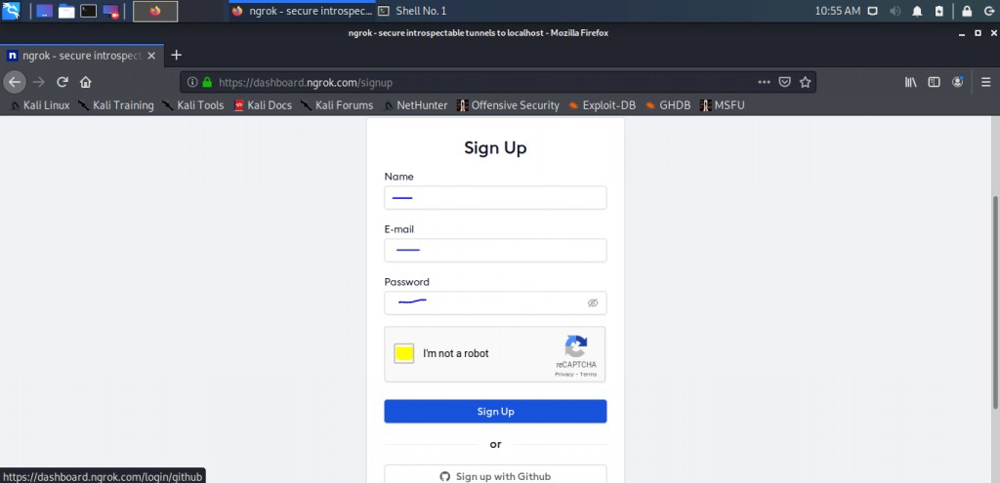 ngrok - secure introspec...
Shell No. 1
10:55 AM
ngrok - secure introspectable tunnels to localhost - Mozilla Firefox
n ngrok - secure introspect
https://dashboard.ngrok.com/signup
Kali Linux Kali Training Kali Tools Kali Docs Kali Forums NetHunter Offensive Security Exploit-DB GHDB MSFU
Sign Up
Name
E-mail
Password
I'm not a robot
reCAPTCHA
Privacy - Terms
Sign Up
or
Sign up with Github
https://dashboard.ngrok.com/login/github